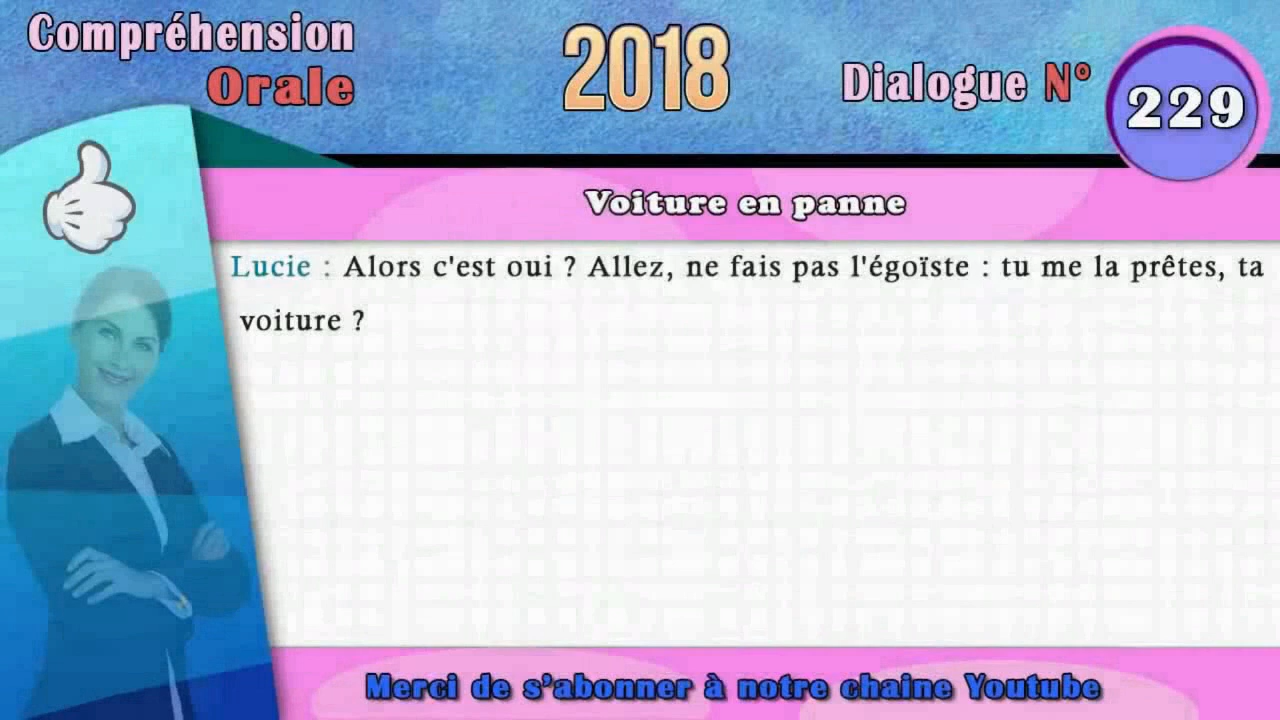 Compréhension
Orale
2018
Dialogue N°
229
Voiture en panne
Lucie : Alors c'est oui ? Allez, ne fais pas l'égoïste : tu me la prêtes, ta
voiture ?
Merci de s'abonner à notre chaine Youtube